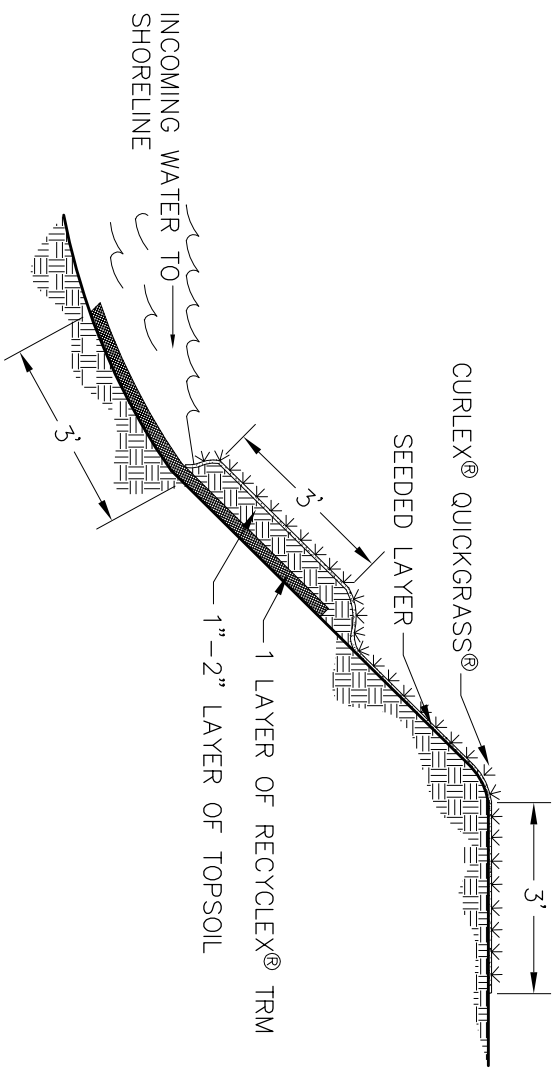 CURLEX® QUICKGRASS®
SEEDED LAYER
3'
3'
INCOMING WATER TO
SHORELINE
3'
1 LAYER OF RECYCLEX® TRM
1"-2" LAYER OF TOPSOIL